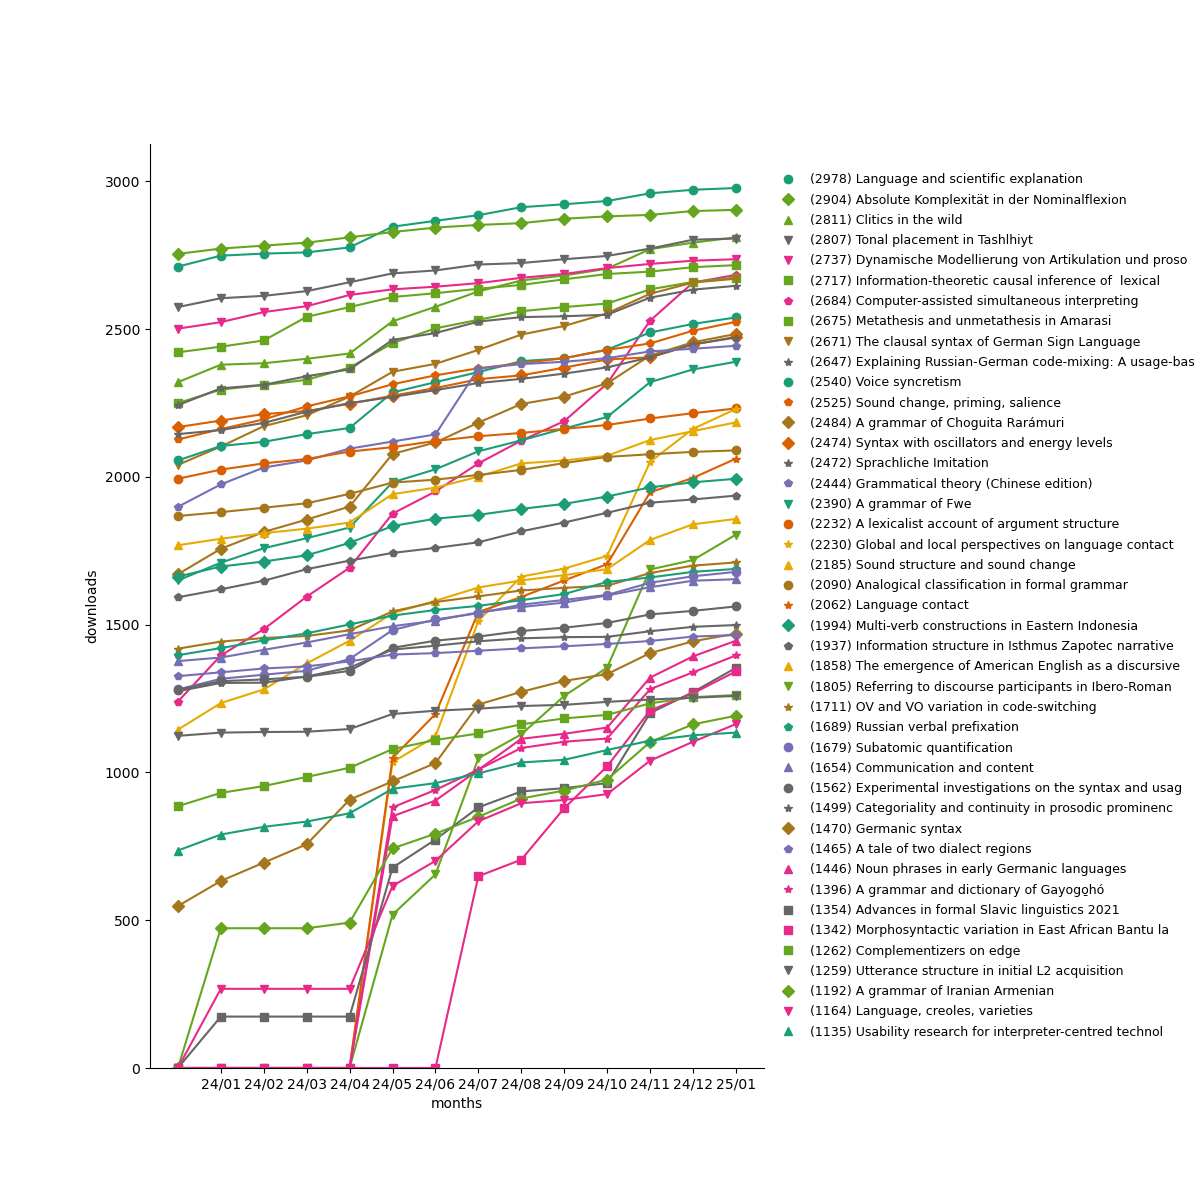 3000
2500
2000
1500
1000
500
0
downloads
24/01 24/02 24/03 24/04 24/05 24/06 24/07 24/08 24/09 24/10 24/11 24/12 25/01
months
(2978) Language and scientific explanation
(2904) Absolute Komplexität in der Nominalflexion
(2811) Clitics in the wild
(2807) Tonal placement in Tashlhiyt
(2737) Dynamische Modellierung von Artikulation und proso
(2717) Information-theoretic causal inference of  lexical
(2684) Computer-assisted simultaneous interpreting
(2675) Metathesis and unmetathesis in Amarasi
(2671) The clausal syntax of German Sign Language
(2647) Explaining Russian-German code-mixing: A usage-bas
(2540) Voice syncretism
(2525) Sound change, priming, salience
(2484) A grammar of Choguita Rarámuri
(2474) Syntax with oscillators and energy levels
(2472) Sprachliche Imitation
(2444) Grammatical theory (Chinese edition)
(2390) A grammar of Fwe
(2232) A lexicalist account of argument structure
(2230) Global and local perspectives on language contact
(2185) Sound structure and sound change
(2090) Analogical classification in formal grammar
(2062) Language contact
(1994) Multi-verb constructions in Eastern Indonesia
(1937) Information structure in Isthmus Zapotec narrative
(1858) The emergence of American English as a discursive
(1805) Referring to discourse participants in Ibero-Roman
(1711) OV and VO variation in code-switching
(1689) Russian verbal prefixation
(1679) Subatomic quantification
(1654) Communication and content
(1562) Experimental investigations on the syntax and usag
(1499) Categoriality and continuity in prosodic prominenc
(1470) Germanic syntax
(1465) A tale of two dialect regions
(1446) Noun phrases in early Germanic languages
(1396) A grammar and dictionary of Gayogo̱hó
(1354) Advances in formal Slavic linguistics 2021
(1342) Morphosyntactic variation in East African Bantu la
(1262) Complementizers on edge
(1259) Utterance structure in initial L2 acquisition
(1192) A grammar of Iranian Armenian
(1164) Language, creoles, varieties
(1135) Usability research for interpreter-centred technol